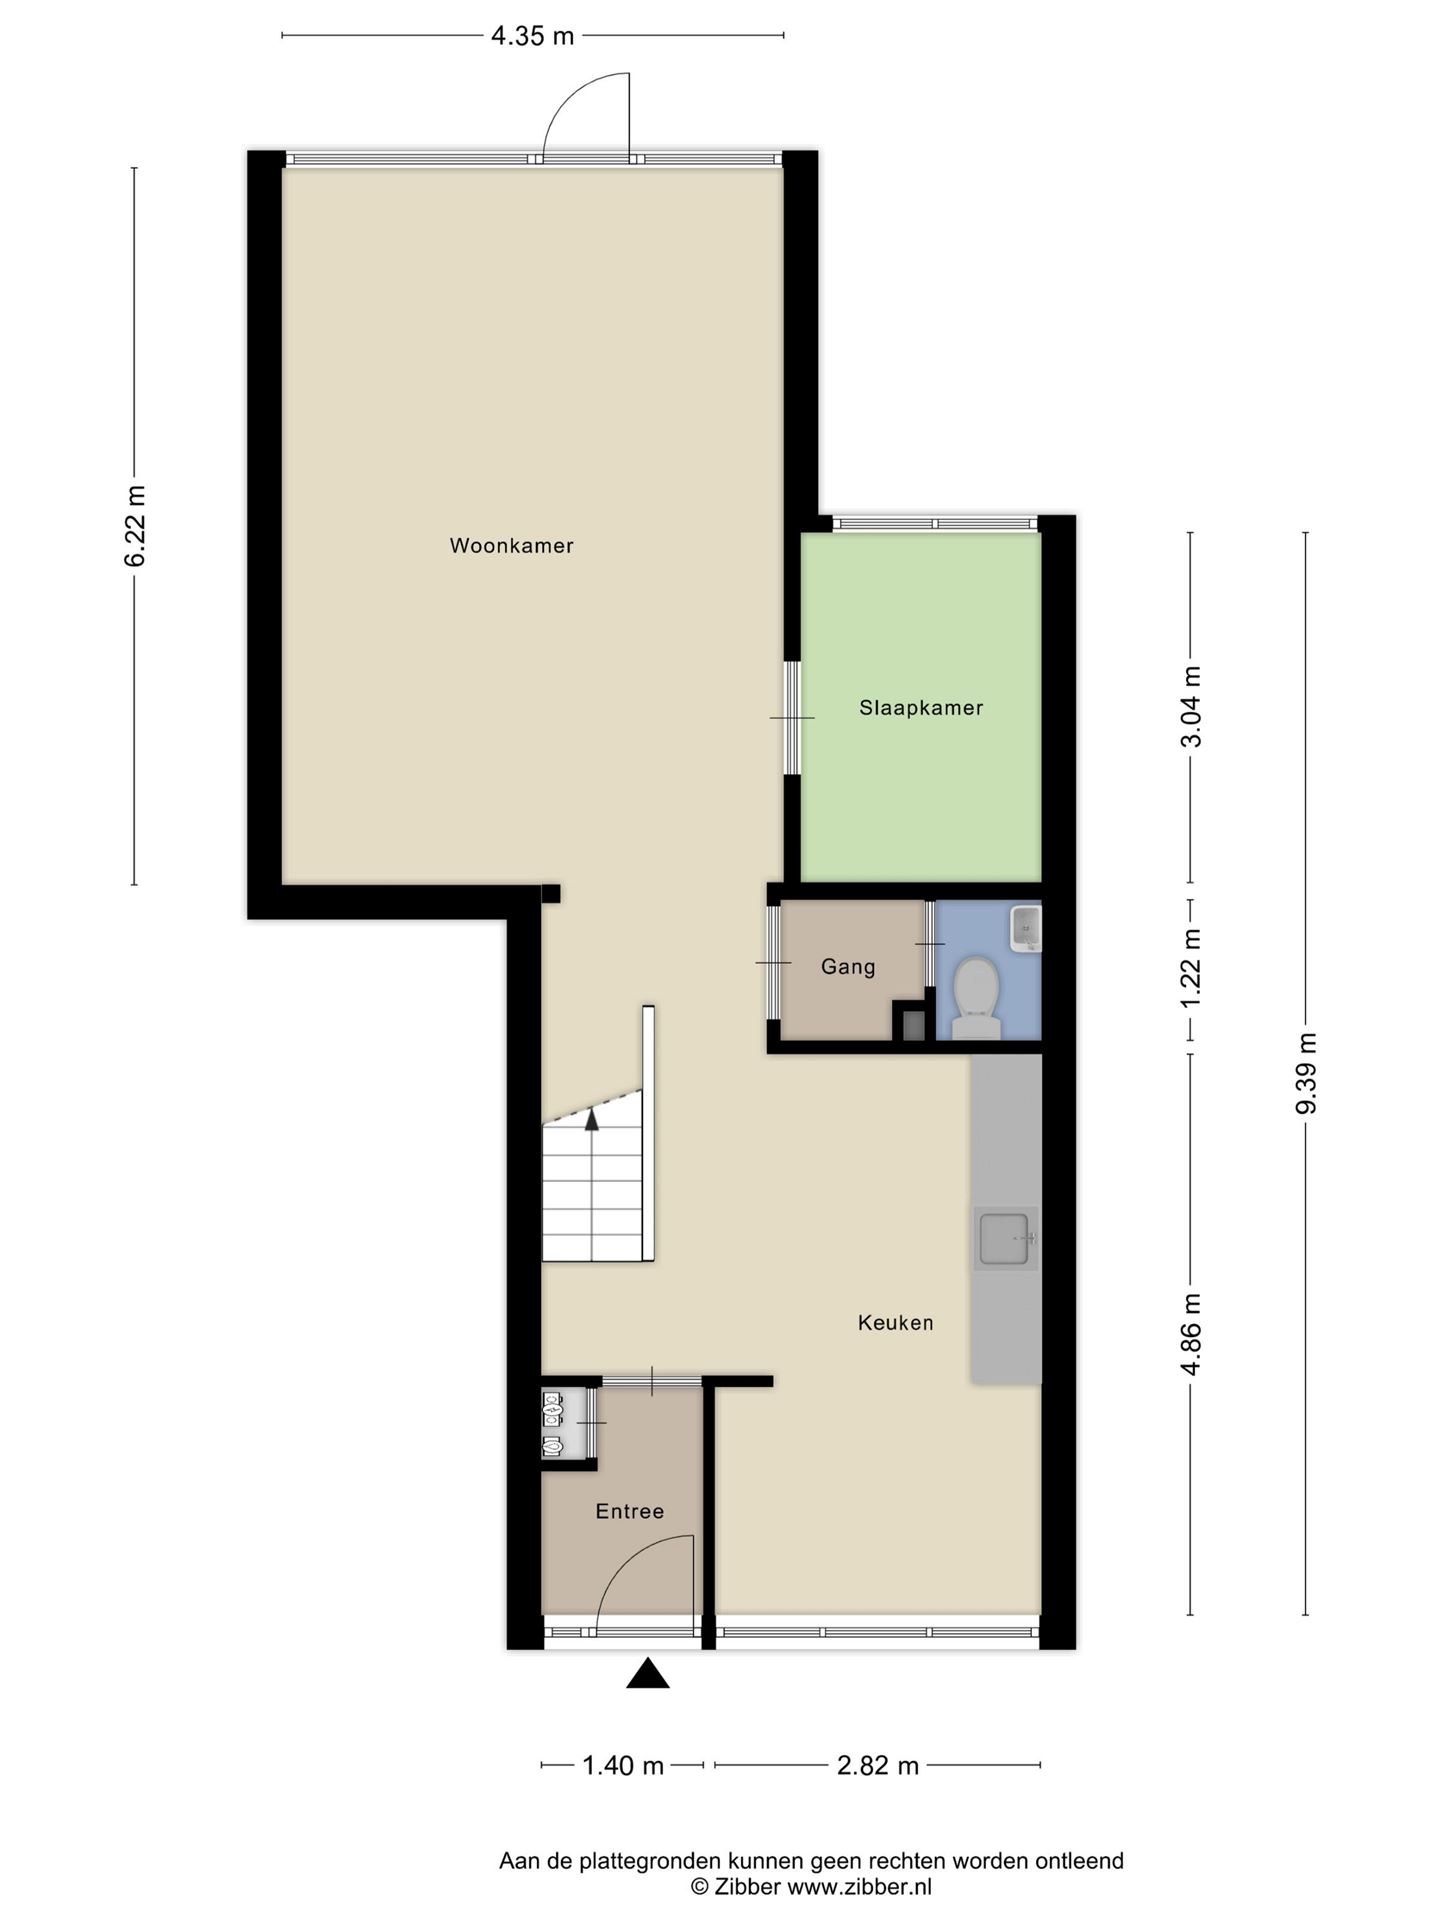 4.35 m
6.22 m
Woonkamer
Slaapkamer
3.04 m
Gang
1.22 m
9.39 m
Keuken
4.86 m
Entree
1.40 m
2.82 m
Aan de plattegronden kunnen geen rechten worden ontleend
© Zibber www.zibber.nl